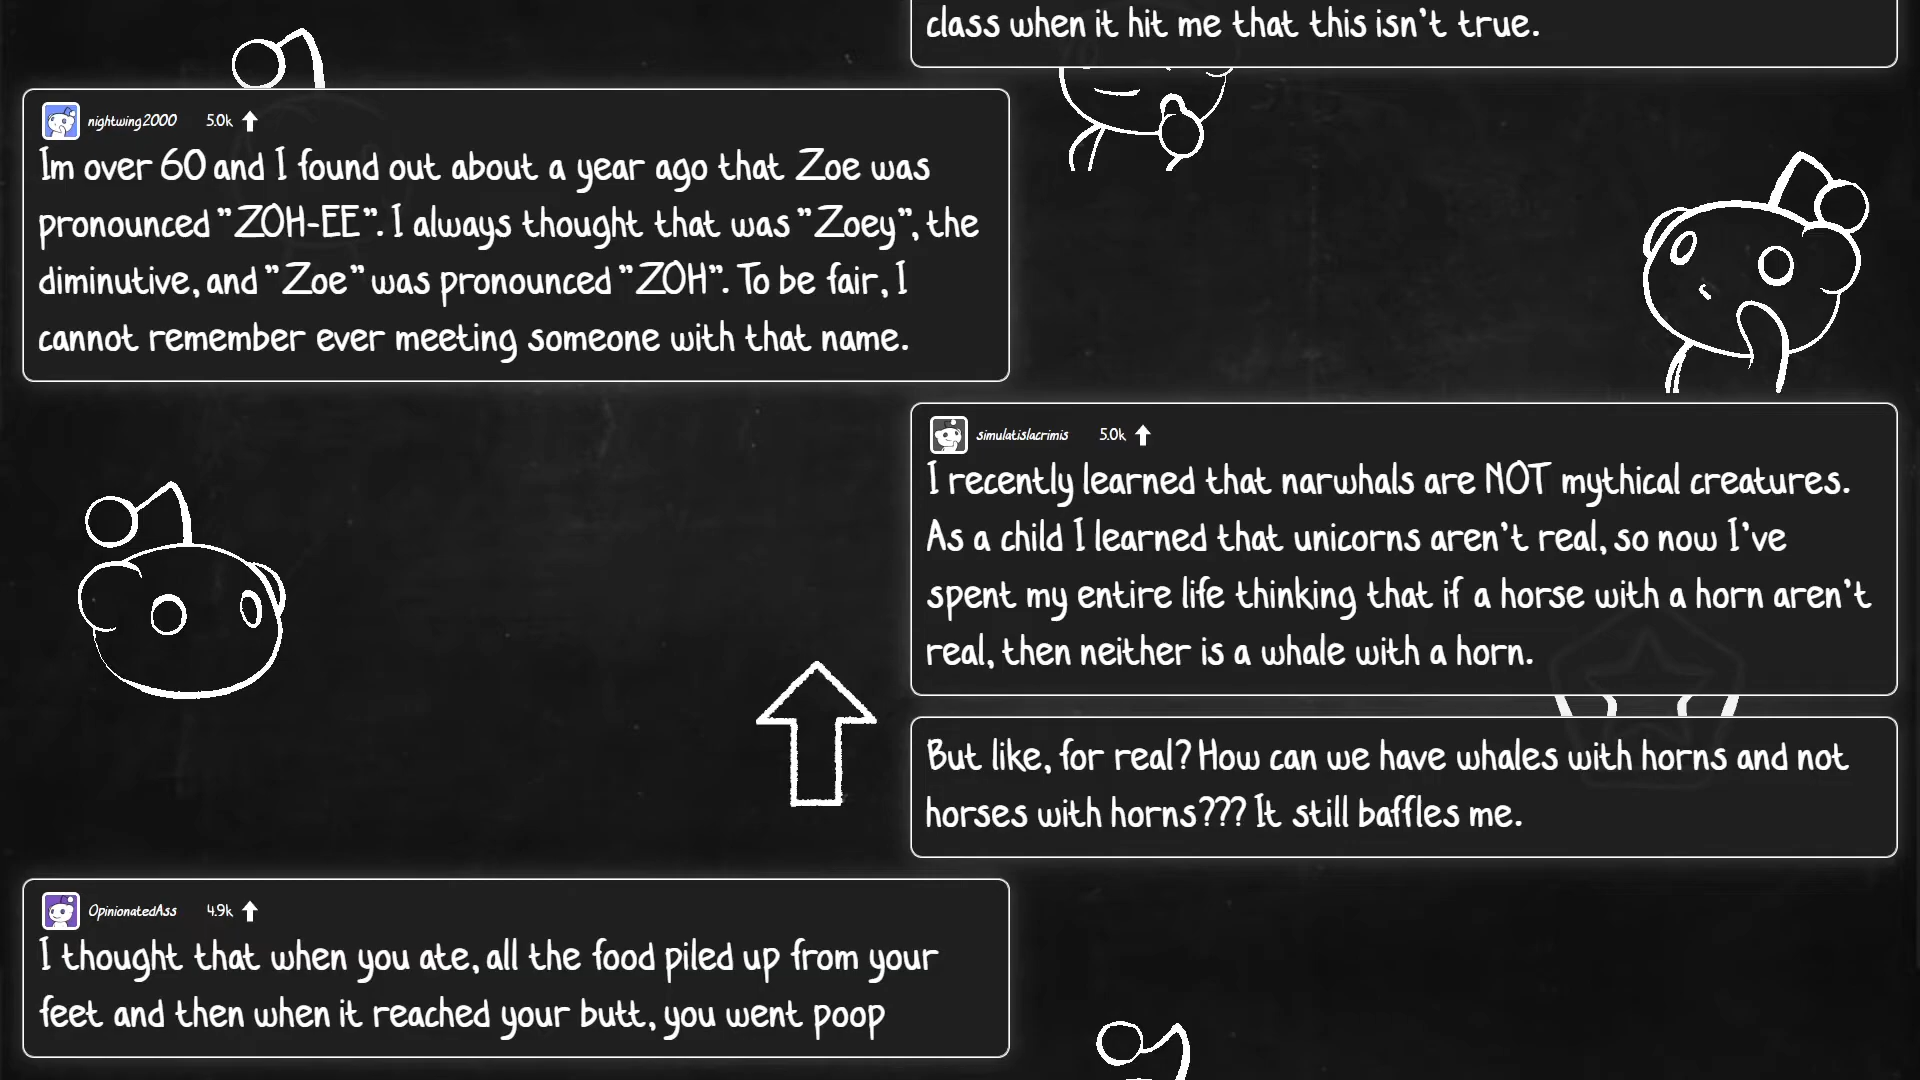 class when it hit me that this isn't true.
nightwing2000 5.0k
Im over 60 and I found out about a year ago that Zoe was
pronounced "ZOH-EE". I always thought that was "Zoey", the
diminutive, and "Zoe" was pronounced "ZOH". To be fair, I
cannot remember ever meeting someone with that name.
simulatislacrimis 5.0k
I recently learned that narwhals are NOT mythical creatures.
As a child I learned that unicorns aren't real, so now I've
spent my entire life thinking that if a horse with a horn aren't
real, then neither is a whale with a horn.
But like, for real? How can we have whales with horns and not
horses with horns??? It still baffles me.
OpinionatedAss 4.9k
I thought that when you ate, all the food piled up from your
feet and then when it reached your butt, you went poop